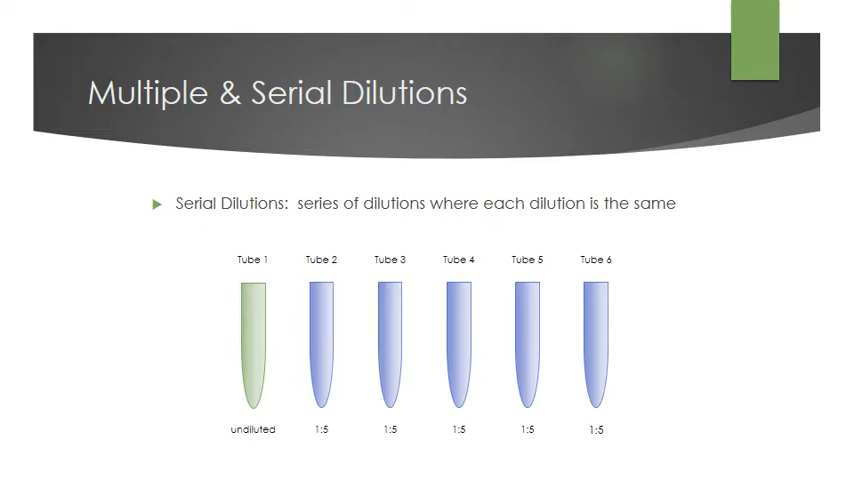 Multiple & Serial Dilutions
Serial Dilutions: series of dilutions where each dilution is the same
Tube 1 Tube 2 Tube 3 Tube 4 Tube 5 Tube 6
undiluted 1:5 1:5 1:5 1:5 1:5